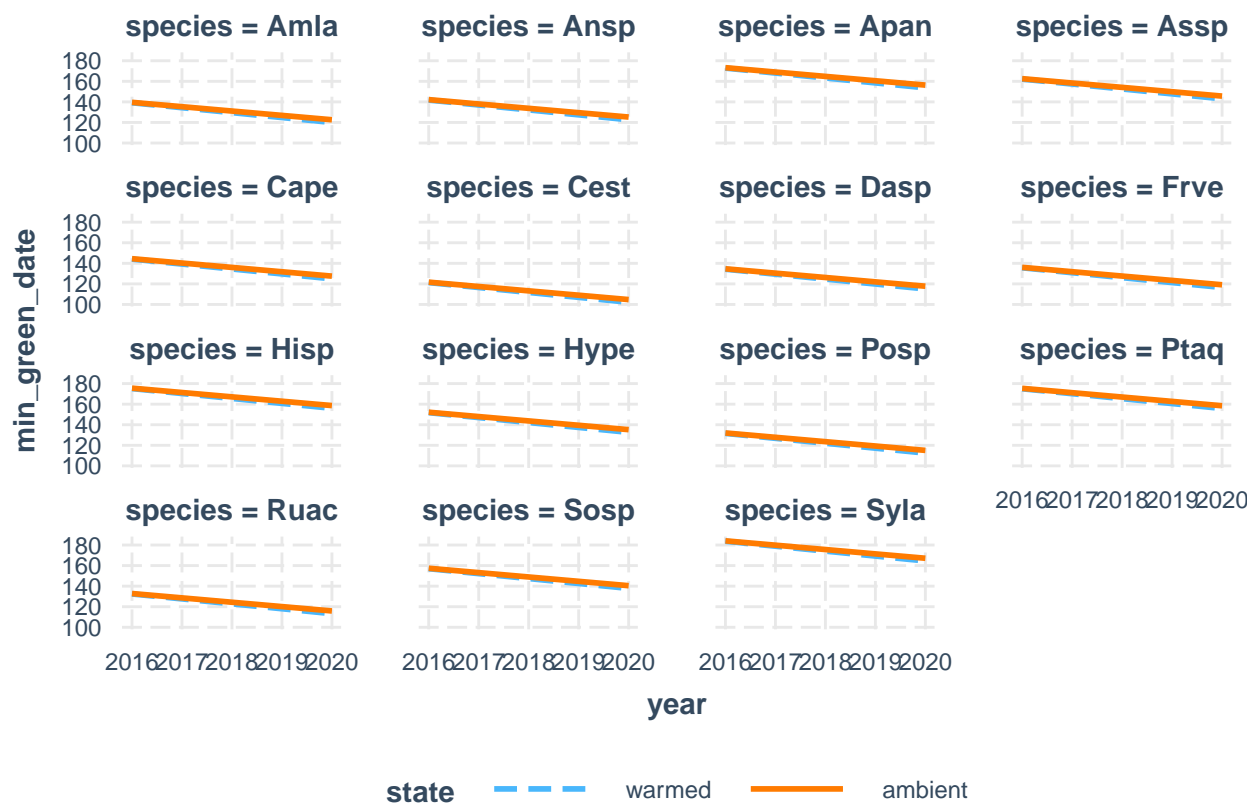 species = Amla species = Ansp species = Apan species = Assp
180
160
140
120
100
species = Cape species = Cest species = Dasp species = Frve
180
160
140
120
100
species = Hisp species = Hype species = Posp species = Ptaq
180
160
140
120
100
2016 2017 2018 2019 2020
species = Ruac species = Sosp species = Syla
180
160
140
120
100
2016 2017 2018 2019 2020 2016 2017 2018 2019 2020 2016 2017 2018 2019 2020
min_green_date
year
state warmed ambient